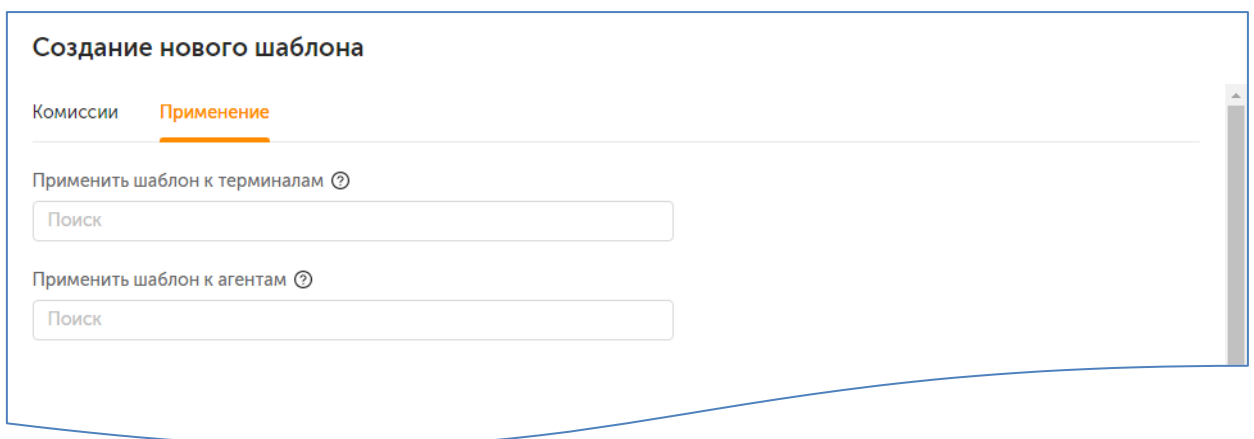 Создание нового шаблона
Комиссии Применение
Применить шаблон к терминалам ?
Поиск
Применить шаблон к агентам ?
Поиск